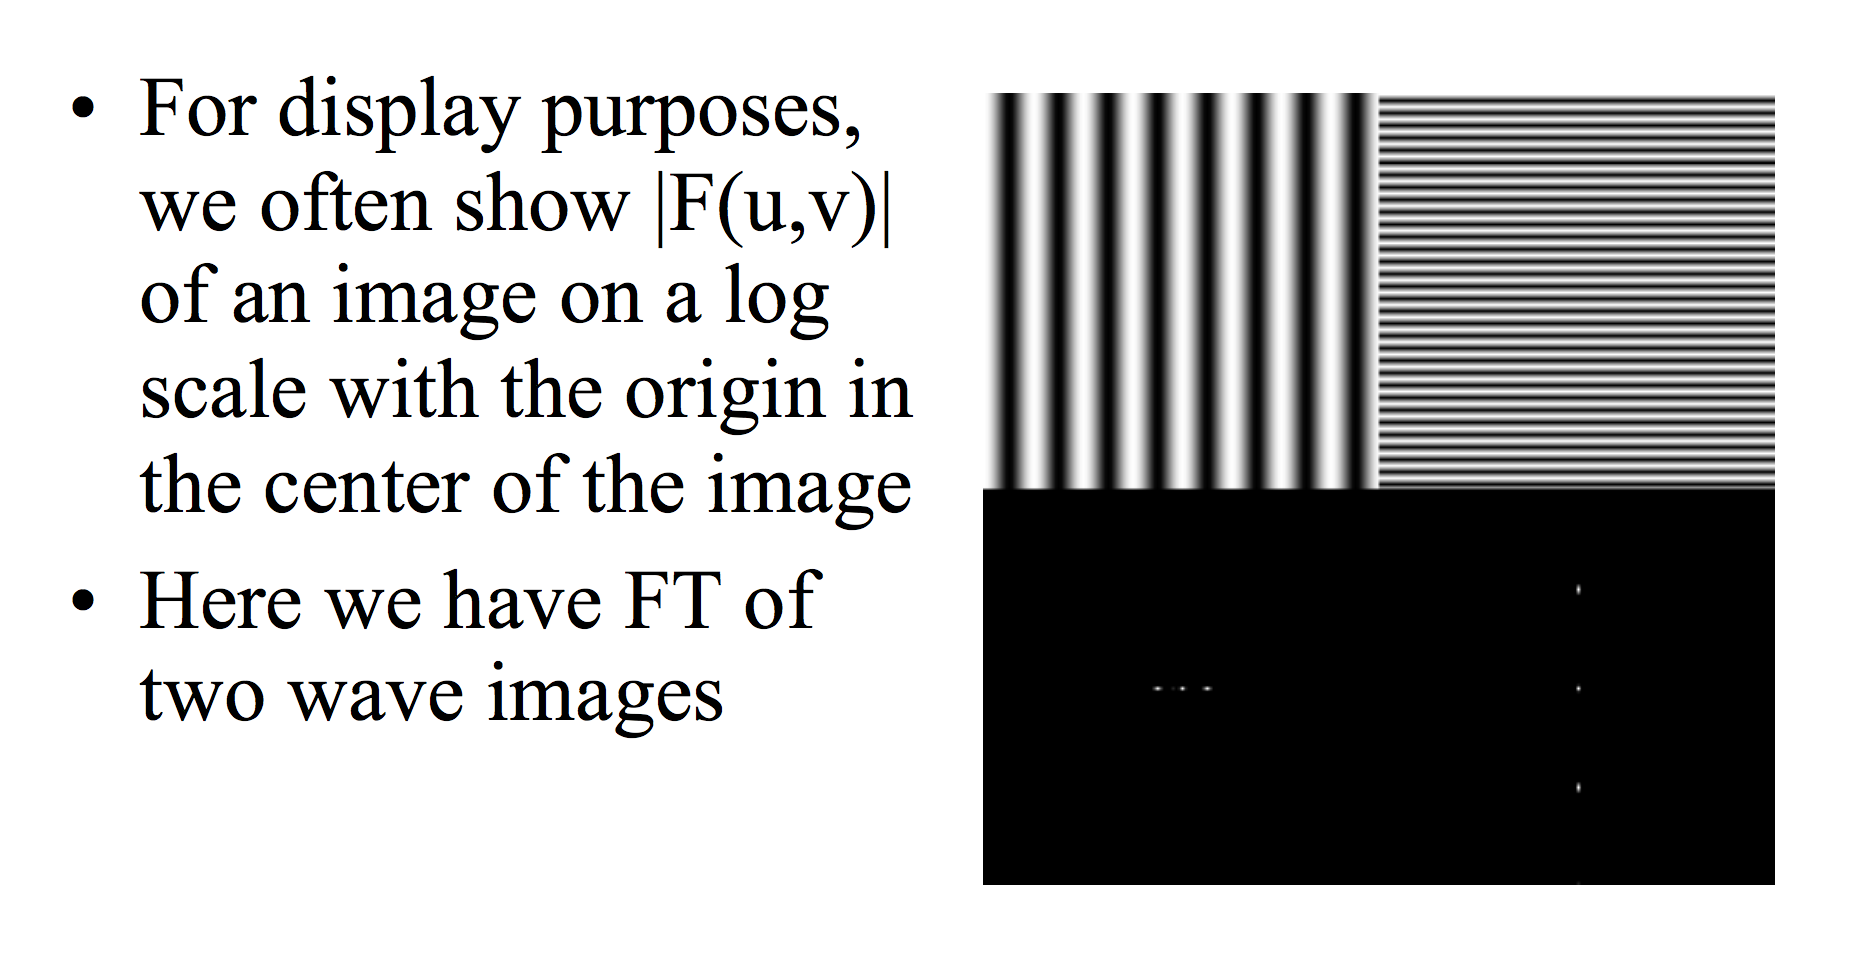 • For display purposes,
we often show |F(u,v)|
of an image on a log
scale with the origin in
the center of the image
• Here we have FT of
two wave images